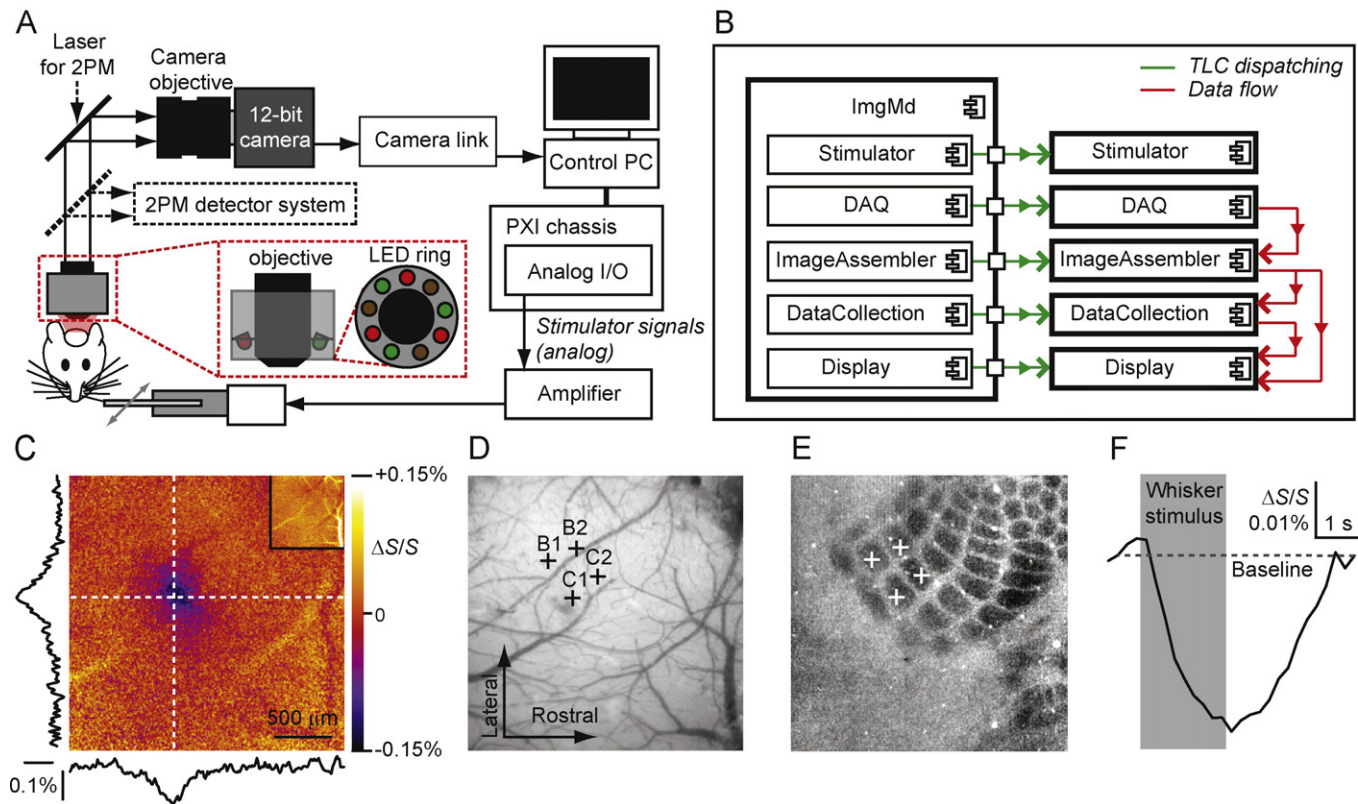 A
Laser
for 2PM
Camera
objective
12-bit
camera
Camera link
Control PC
2PM detector system
PXI chassis
Analog I/O
objective
LED ring
Stimulator signals
(analog)
Amplifier
B
TLC dispatching
Data flow
ImgMd
Stimulator
Stimulator
DAQ
DAQ
ImageAssembler
ImageAssembler
DataCollection
DataCollection
Display
Display
C
+0.15%
ΔS/S
0
-0.15%
500 μm
0.1%
D
B2
B1
C2
C1
Lateral
Rostral
E
F
Whisker
stimulus
ΔS/S
0.01%
1 s
Baseline